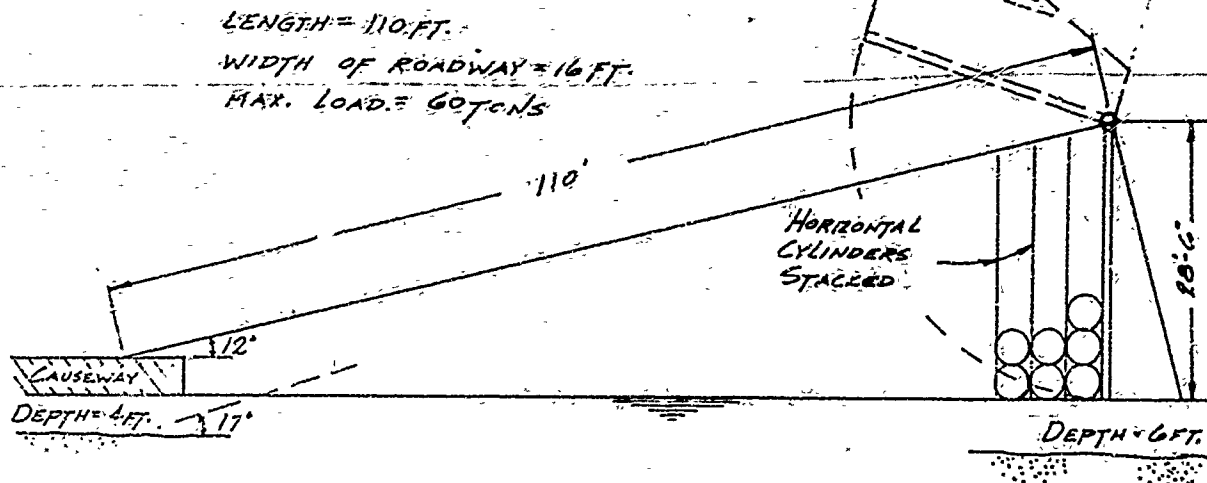 LENGTH = 110 FT.
WIDTH OF ROADWAY = 16 FT.
MAX. LOAD. = 60 TONS
110'
HORIZONTAL
CYLINDERS
STACKED
28'-6"
12°
CAUSEWAY
DEPTH = 4 FT.
17°
DEPTH = 6 FT.